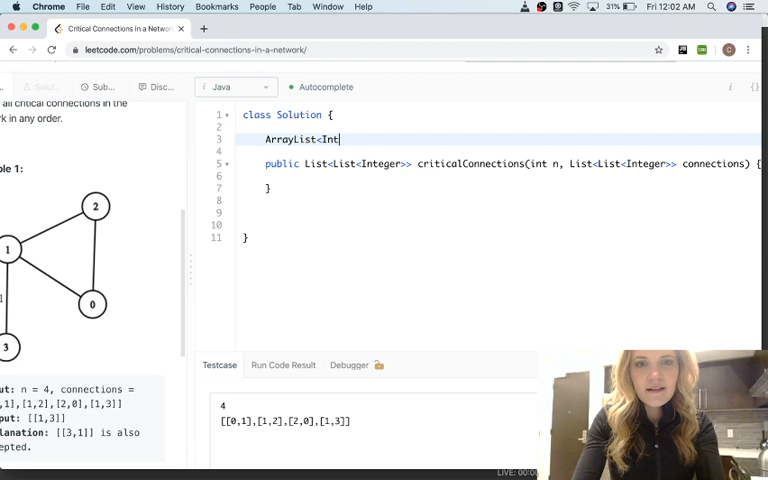 Chrome File Edit View History Bookmarks People Tab Window Help 31% Fri 12:02 AM
Critical Connections in a Networ
leetcode.com/problems/critical-connections-in-a-network/
Sub... Disc... Java Autocomplete i {}
all critical connections in the
rk in any order.
ple 1:
2
1
0
3
ut: n = 4, connections =
,1],[1,2],[2,0],[1,3]]
put: [[1,3]]
lanation: [[3,1]] is also
epted.
1 class Solution {
2
3 ArrayList<Int
4
5 public List<List<Integer>> criticalConnections(int n, List<List<Integer>> connections) {
6
7 }
8
9
10
11 }
Testcase Run Code Result Debugger
4
[[0,1],[1,2],[2,0],[1,3]]